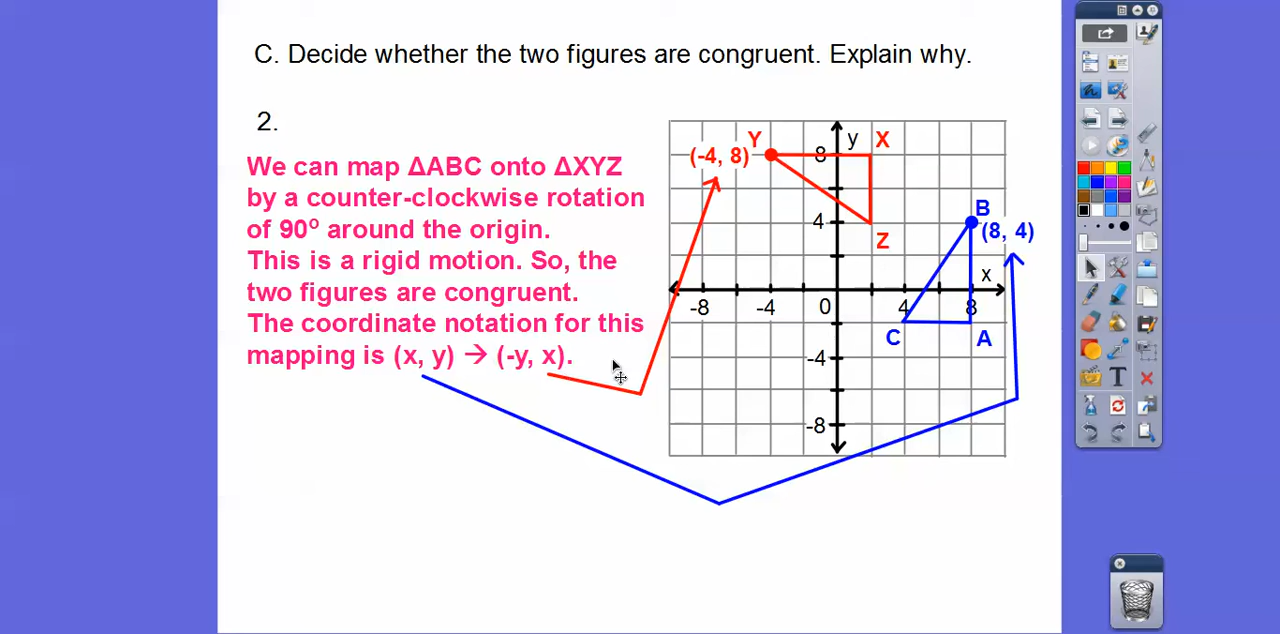 C. Decide whether the two figures are congruent. Explain why.
2.
We can map ΔABC onto ΔXYZ
by a counter-clockwise rotation
of 90º around the origin.
This is a rigid motion. So, the
two figures are congruent.
The coordinate notation for this
mapping is (x, y) → (-y, x).
Y
8
y
X
(-4, 8)
4
Z
B
(8, 4)
x
-8
-4
0
4
8
C
A
-4
-8
T